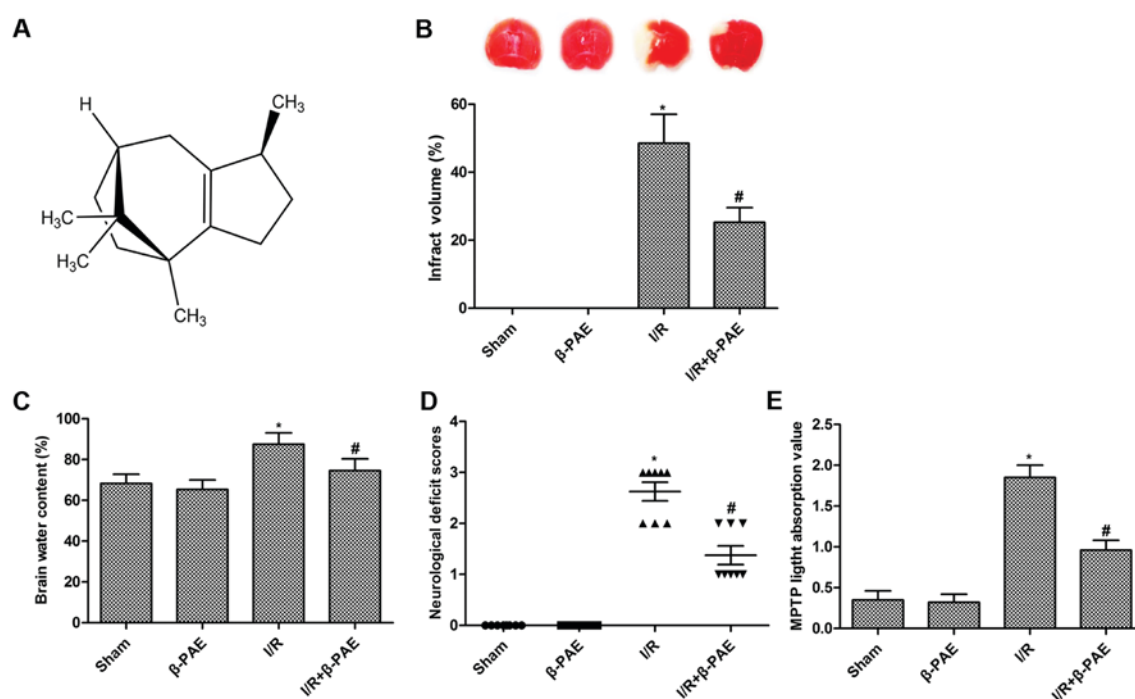 A
H
CH3
H3C
H3C
CH3
B
60
40
20
0
Infract volume (%)
*
#
Sham
β-PAE
I/R
I/R+β-PAE
C
100
80
60
40
20
0
Brain water content (%)
*
#
Sham
β-PAE
I/R
I/R+β-PAE
D
4
3
2
1
0
Neurological deficit scores
*
#
Sham
β-PAE
I/R
I/R+β-PAE
E
2.5
2.0
1.5
1.0
0.5
0.0
MPTP ligtht absorption value
*
#
Sham
β-PAE
I/R
I/R+β-PAE